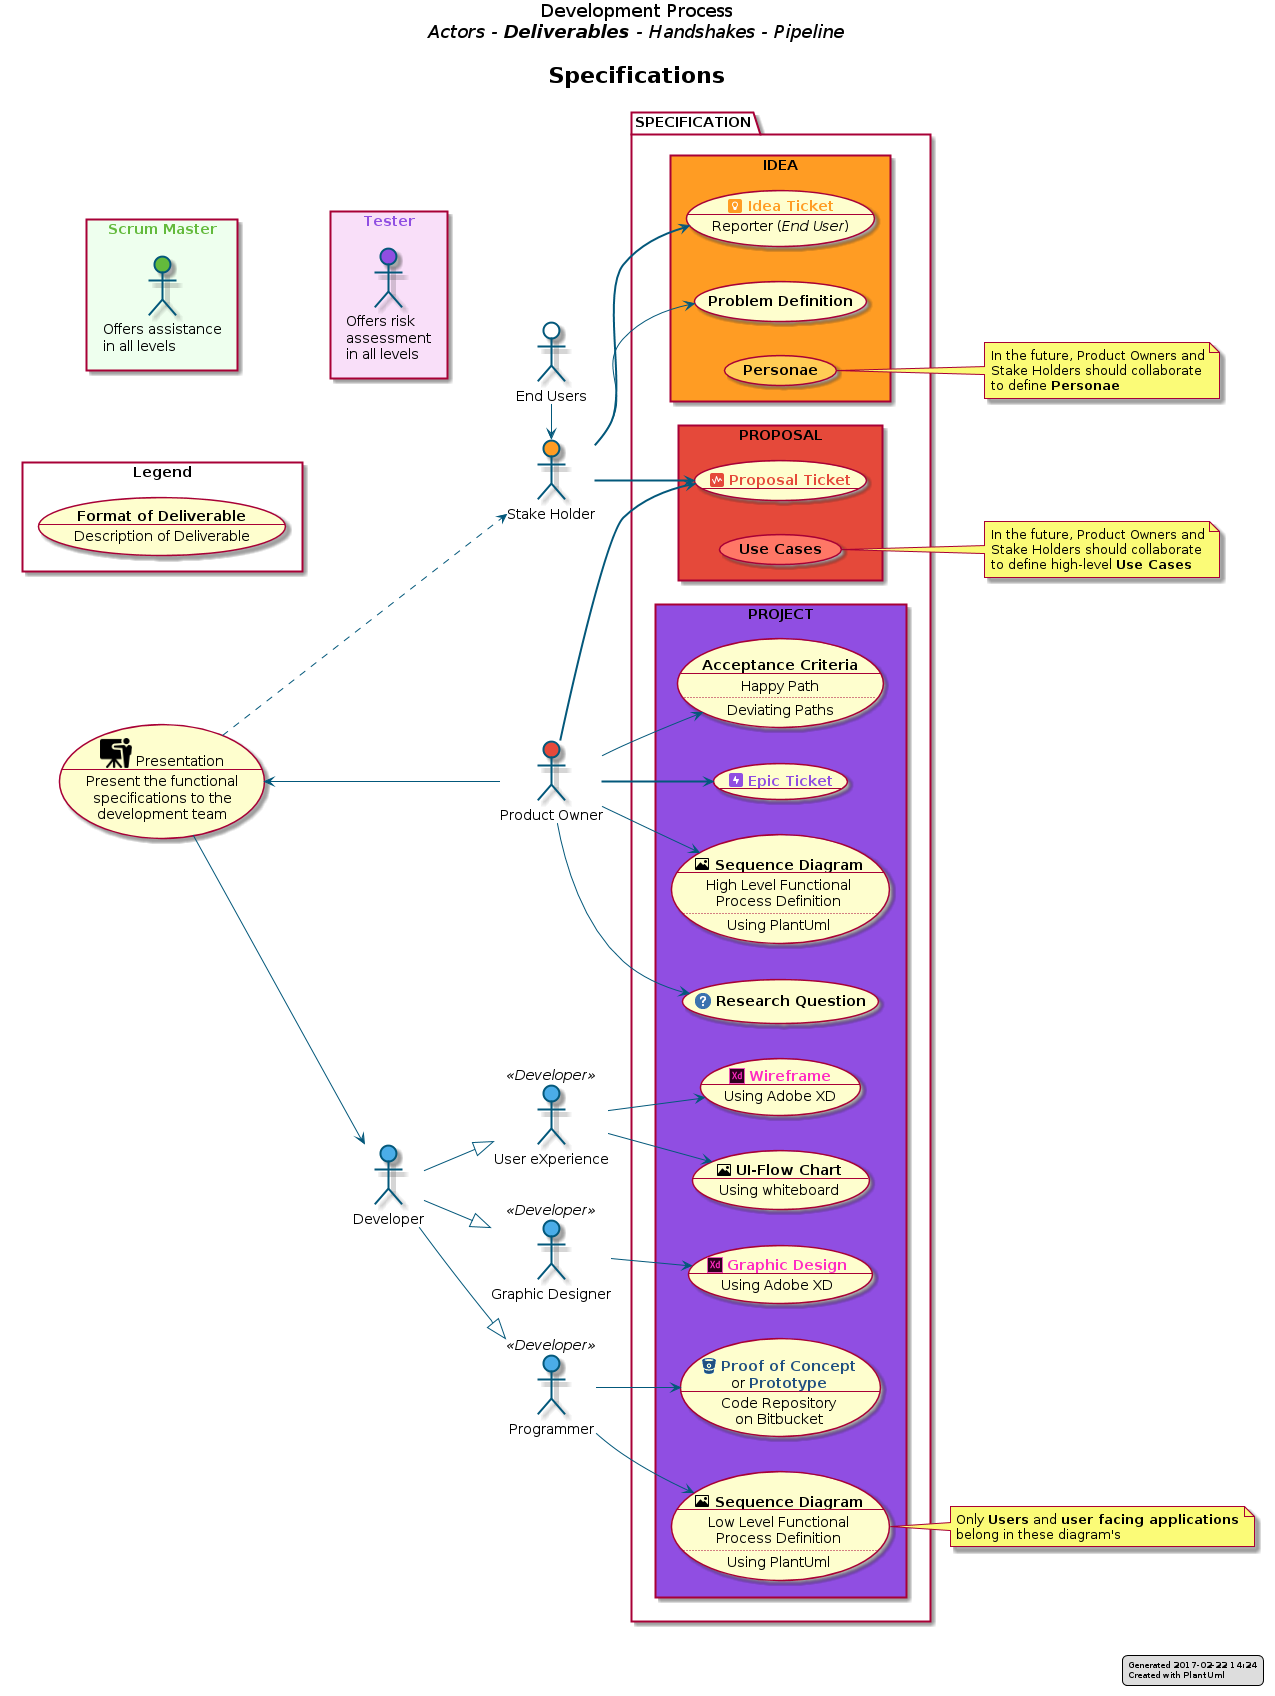 Development Process
Actors - Deliverables - Handshakes - Pipeline
Specifications
SPECIFICATION
IDEA
Idea Ticket
Reporter (End User)
Problem Definition
Personae
In the future, Product Owners and
Stake Holders should collaborate
to define Personae
Scrum Master
Offers assistance
in all levels
Tester
Offers risk
assessment
in all levels
End Users
Stake Holder
Legend
Format of Deliverable
Description of Deliverable
PROPOSAL
Proposal Ticket
Use Cases
In the future, Product Owners and
Stake Holders should collaborate
to define high-level Use Cases
PROJECT
Acceptance Criteria
Happy Path
Deviating Paths
Presentation
Present the functional
specifications to the
development team
Product Owner
Epic Ticket
Sequence Diagram
High Level Functional
Process Definition
Using PlantUml
? Research Question
«Developer»
User eXperience
Xd Wireframe
Using Adobe XD
UI-Flow Chart
Using whiteboard
Developer
«Developer»
Graphic Designer
Xd Graphic Design
Using Adobe XD
«Developer»
Programmer
Proof of Concept
or Prototype
Code Repository
on Bitbucket
Sequence Diagram
Low Level Functional
Process Definition
Using PlantUml
Only Users and user facing applications
belong in these diagram's
Generated 2017-02-22 14:24
Created with PlantUml